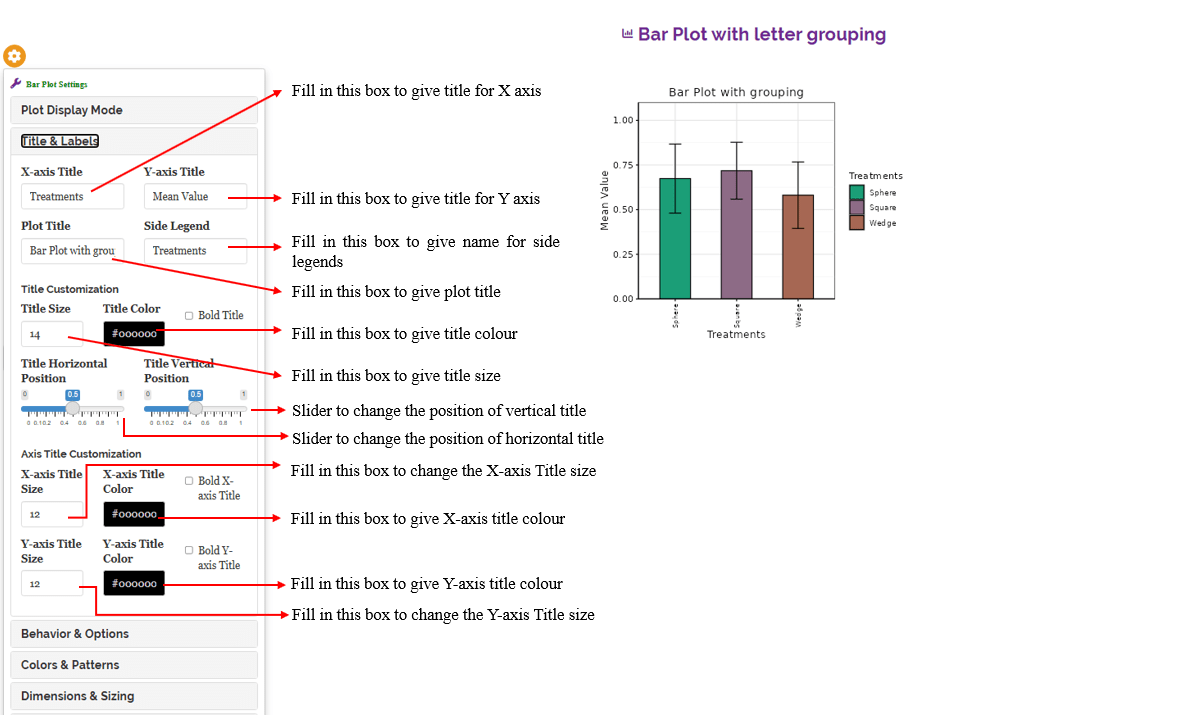 Bar Plot with letter grouping
Bar Plot Settings
Plot Display Mode
Title & Labels
X-axis Title
Y-axis Title
Treatments
Mean Value
Plot Title
Side Legend
Bar Plot with grou
Treatments
Title Customization
Title Size
Title Color
Bold Title
14
#000000
Title Horizontal
Position
Title Vertical
Position
0 0.5 1
0 0.5 1
0 0.1 0.2 0.4 0.6 0.8 1
0 0.1 0.2 0.4 0.6 0.8 1
Axis Title Customization
X-axis Title
Size
X-axis Title
Color
Bold X-
axis Title
12
#000000
Y-axis Title
Size
Y-axis Title
Color
Bold Y-
axis Title
12
#000000
Behavior & Options
Colors & Patterns
Dimensions & Sizing
Fill in this box to give title for X axis
Fill in this box to give title for Y axis
Fill in this box to give name for side
legends
Fill in this box to give plot title
Fill in this box to give title colour
Fill in this box to give title size
Slider to change the position of vertical title
Slider to change the position of horizontal title
Fill in this box to change the X-axis Title size
Fill in this box to give X-axis title colour
Fill in this box to give Y-axis title colour
Fill in this box to change the Y-axis Title size
Bar Plot with grouping
1.00
0.75
0.50
0.25
0.00
Mean Value
Sphere
Square
Wedge
Treatments
Treatments
Sphere
Square
Wedge